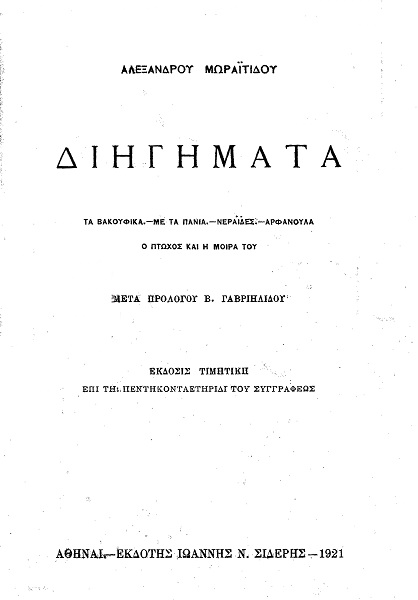 ΑΛΕΞΑΝΔΡΟΥ ΜΩΡΑΪΤΙΔΟΥ
ΔΙΗΓΗΜΑΤΑ
ΤΑ ΒΑΚΟΥΦΙΚΑ.—ΜΕ ΤΑ ΠΑΝΙΑ.—ΝΕΡΑΪΔΕΣ.—ΑΡΦΑΝΟΥΛΑ
Ο ΠΤΩΧΟΣ ΚΑΙ Η ΜΟΙΡΑ ΤΟΥ
ΜΕΤΑ ΠΡΟΛΟΓΟΥ Β. ΓΑΒΡΙΗΛΙΔΟΥ
ΕΚΔΟΣΙΣ ΤΙΜΗΤΙΚΗ
ΕΠΙ ΤΗι ΠΕΝΤΗΚΟΝΤΑΕΤΗΡΙΔΙ ΤΟΥ ΣΥΓΓΡΑΦΕΩΣ
ΑΘΗΝΑΙ.—ΕΚΔΟΤΗΣ ΙΩΑΝΝΗΣ Ν. ΣΙΔΕΡΗΣ—1921